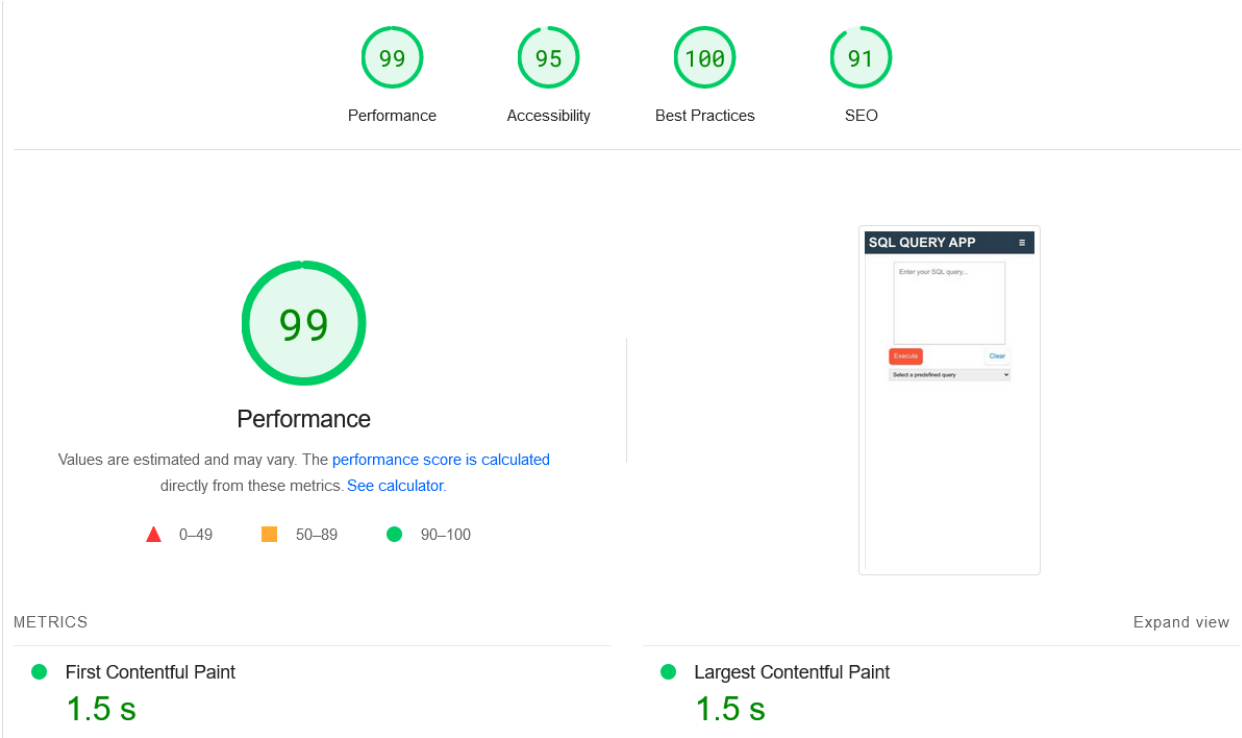 99
95
100
91
Performance
Accessibility
Best Practices
SEO
99
Performance
Values are estimated and may vary. The performance score is calculated
directly from these metrics. See calculator.
0–49
50–89
90–100
SQL QUERY APP
≡
Enter your SQL query...
Execute
Clear
Select a predefined query
METRICS
Expand view
First Contentful Paint
1.5 s
Largest Contentful Paint
1.5 s